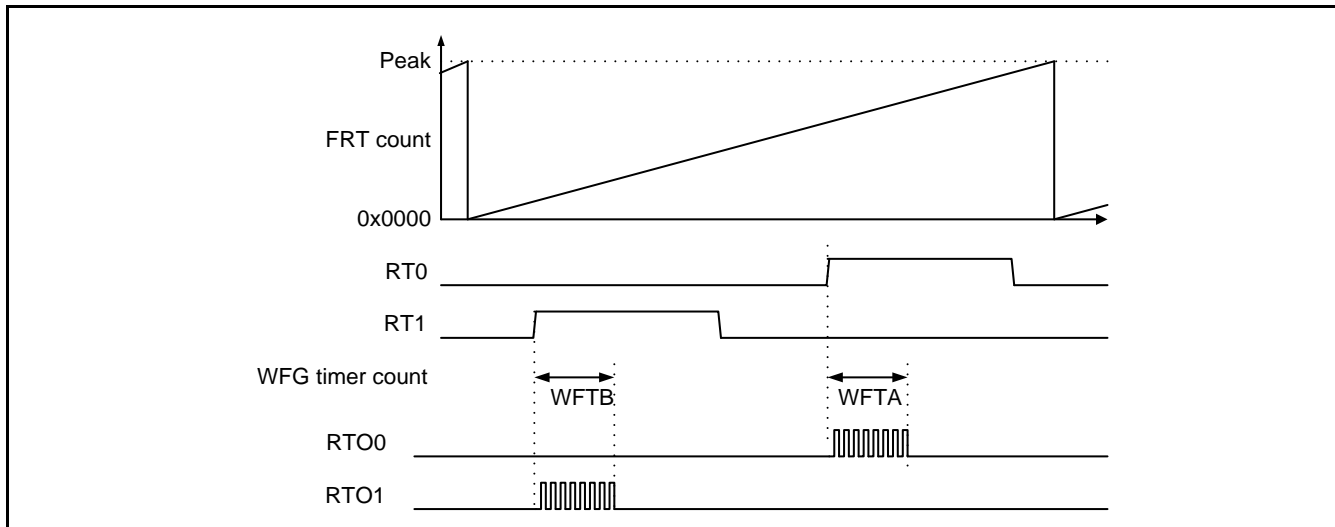 Peak
FRT count
0x0000
RT0
RT1
WFG timer count
WFTB
WFTA
RTO0
RTO1